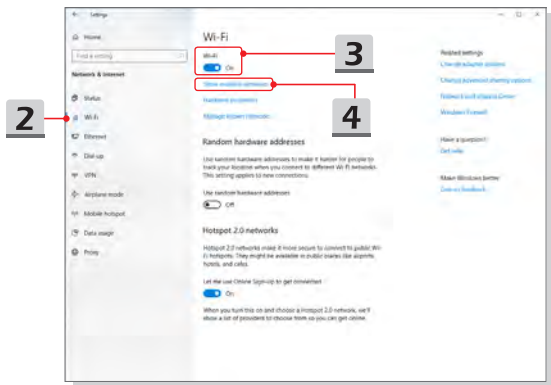 Settings
Home
Find a setting
Network & Internet
Status
Wi-Fi
Ethernet
Dial-up
VPN
Airplane mode
Mobile hotspot
Data usage
Proxy
2
Wi-Fi
Wi-Fi
On
Show available networks
Hardware properties
Manage known networks
3
4
Random hardware addresses
Use random hardware addresses to make it harder for people to
track your location when you connect to different Wi-Fi networks.
This setting applies to new connections.
Use random hardware addresses
Off
Hotspot 2.0 networks
Hotspot 2.0 networks make it more secure to connect to public Wi-
Fi hotspots. They might be available in public places like airports,
hotels, and cafes.
Let me use Online Sign-Up to get connected
On
When you turn this on and choose a Hotspot 2.0 network, we'll
show a list of providers to choose from so you can get online.
Related settings
Change adapter options
Change advanced sharing options
Network and Sharing Center
Windows Firewall
Have a question?
Get help
Make Windows better
Give us feedback